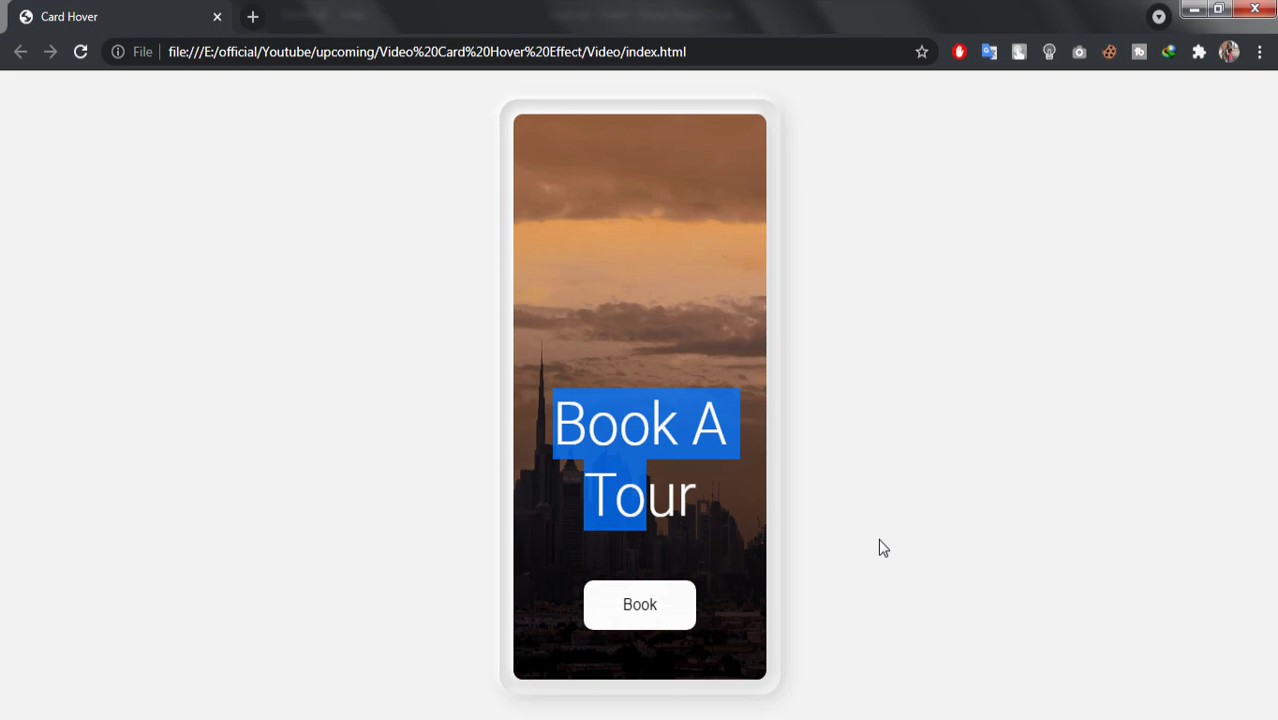 Card Hover
File
file:///E:/official/Youtube/upcoming/Video%20Card%20Hover%20Effect/Video/index.html
Book A
Tour
Book